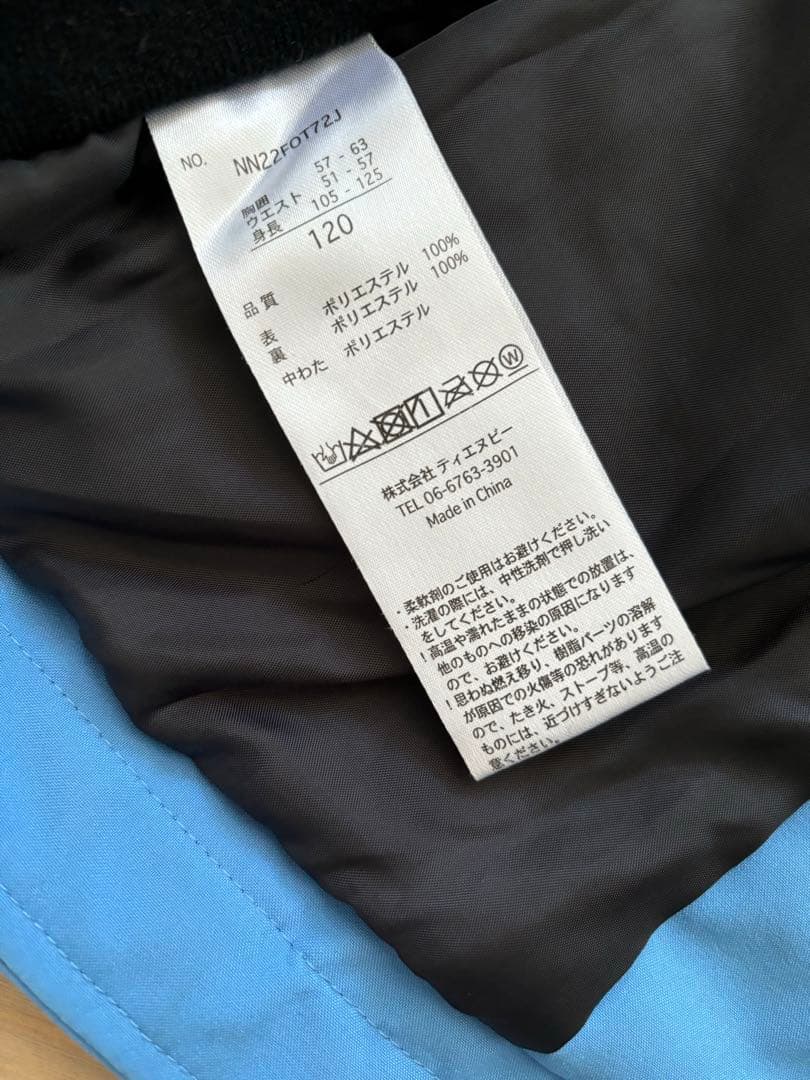 NO. NN22FOT72J
胸囲 57 - 63
ウエスト 51 - 57
身長 105 - 125
120
品質
表 ポリエステル 100%
裏 ポリエステル 100%
中わた ポリエステル
W
株式会社 ティエヌビー
TEL 06-6763-3901
Made in China
・柔軟剤のご使用はお避けください。
・洗濯の際には、中性洗剤で押し洗い
をしてください。
！高温や濡れたままの状態での放置は、
他のものへの移染の原因になります
ので、お避けください。
！思わぬ燃え移り、樹脂パーツの溶解
が原因での火傷等の恐れがあります
ので、たき火、ストーブ等、高温の
ものには、近づけすぎないようご注
意ください。